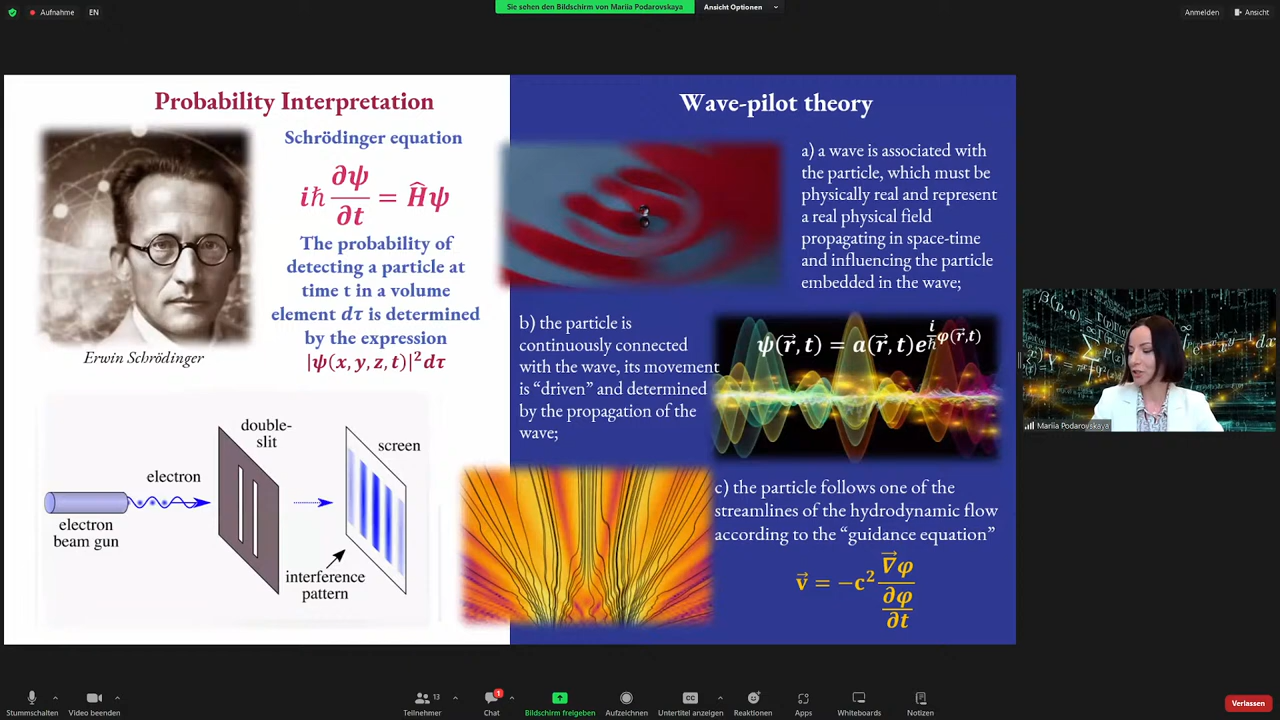 Aufnahme
EN
Sie sehen den Bildschirm von Mariia Podarovskaya
Ansicht Optionen
Anmelden
Ansicht
Probability Interpretation
Schrödinger equation
iħ ∂ψ/∂t = Ĥψ
The probability of
detecting a particle at
time t in a volume
element dτ is determined
by the expression
|ψ(x, y, z, t)|²dτ
Erwin Schrödinger
double-
slit
screen
electron
electron
beam gun
interference
pattern
Wave-pilot theory
a) a wave is associated with
the particle, which must be
physically real and represent
a real physical field
propagating in space-time
and influencing the particle
embedded in the wave;
b) the particle is
continuously connected
with the wave, its movement
is “driven” and determined
by the propagation of the
wave;
ψ(r⃗, t) = a(r⃗, t)e^{i/ħ φ(r⃗,t)}
c) the particle follows one of the
streamlines of the hydrodynamic flow
according to the “guidance equation”
v⃗ = −c² ∇⃗φ / ∂φ/∂t
Mariia Podarovskaya
Stummschalten
Video beenden
13
Teilnehmer
1
Chat
Bildschirm freigeben
Aufzeichnen
CC
Untertitel anzeigen
Reaktionen
Apps
Whiteboards
Notizen
Verlassen